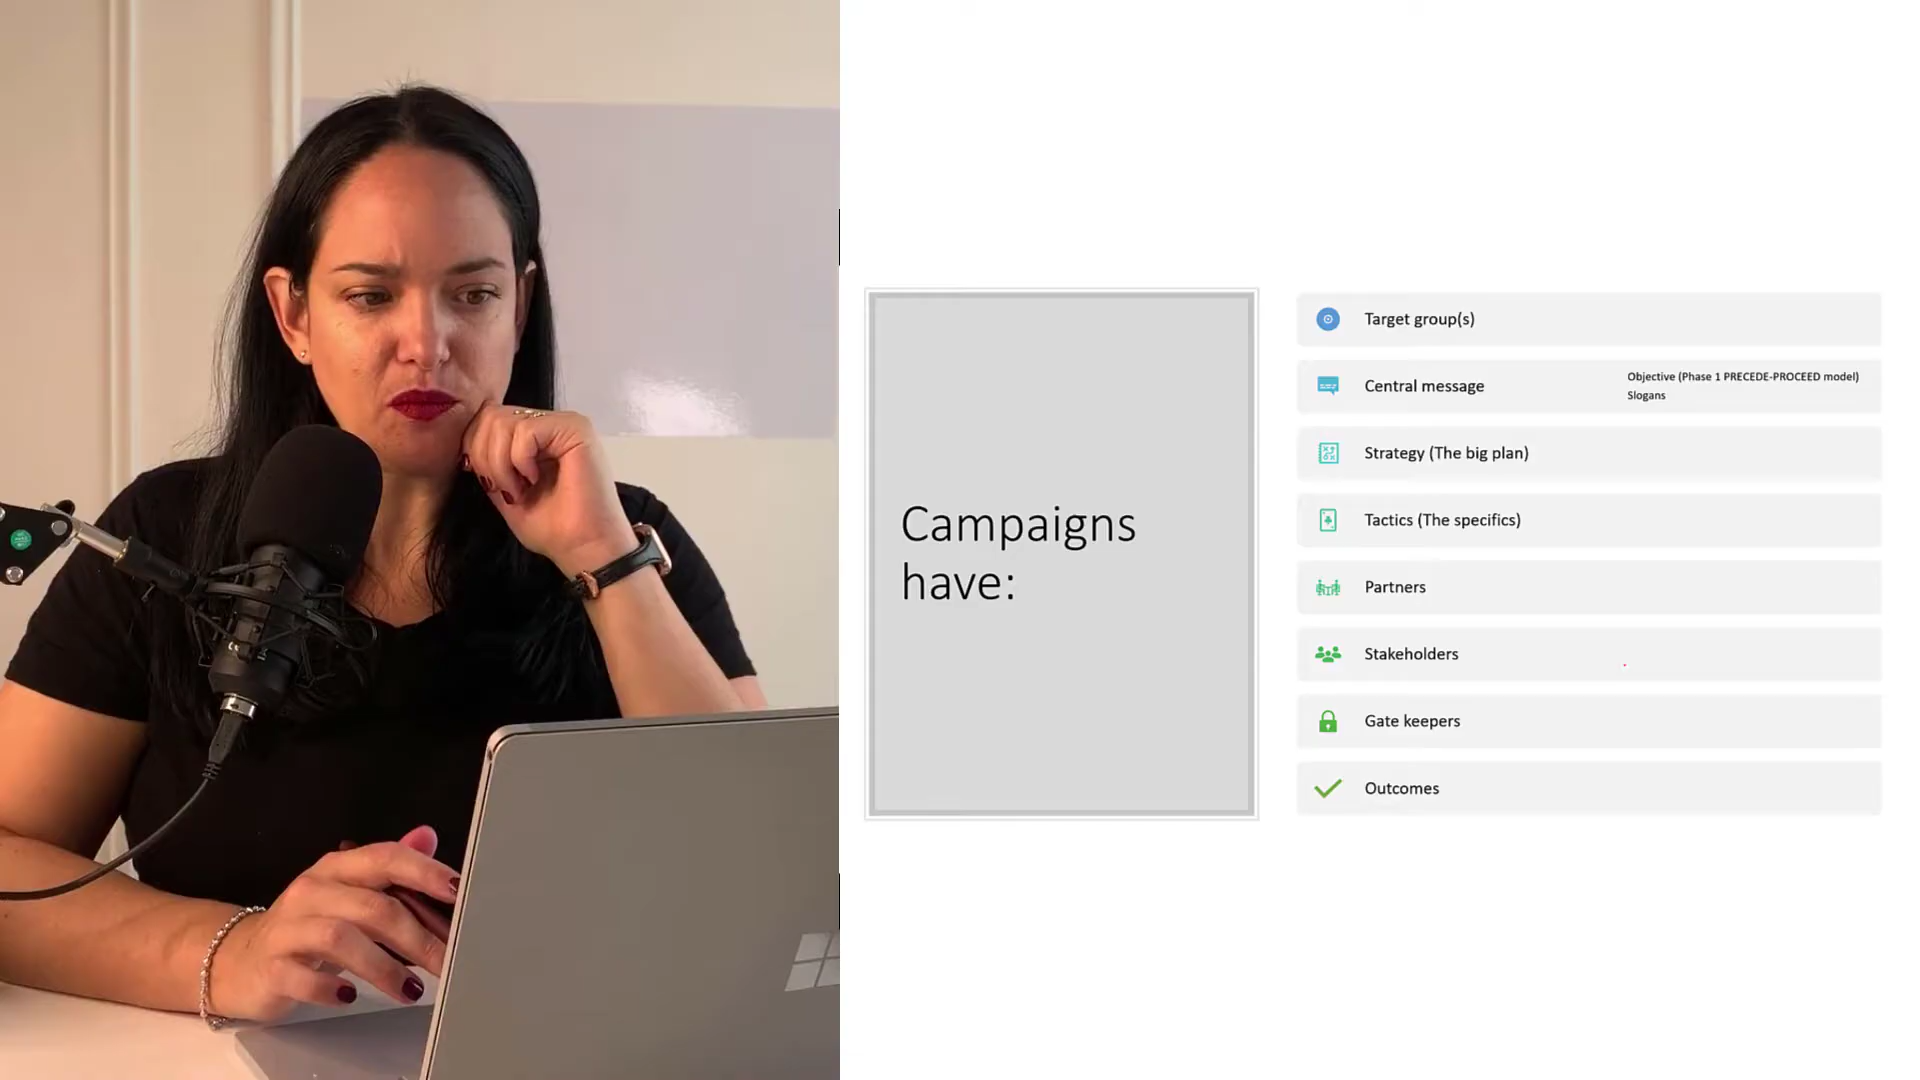 Campaigns
have:
Target group(s)
Central message
Objective (Phase 1 PRECEDE-PROCEED model)
Slogans
Strategy (The big plan)
Tactics (The specifics)
Partners
Stakeholders
Gate keepers
Outcomes